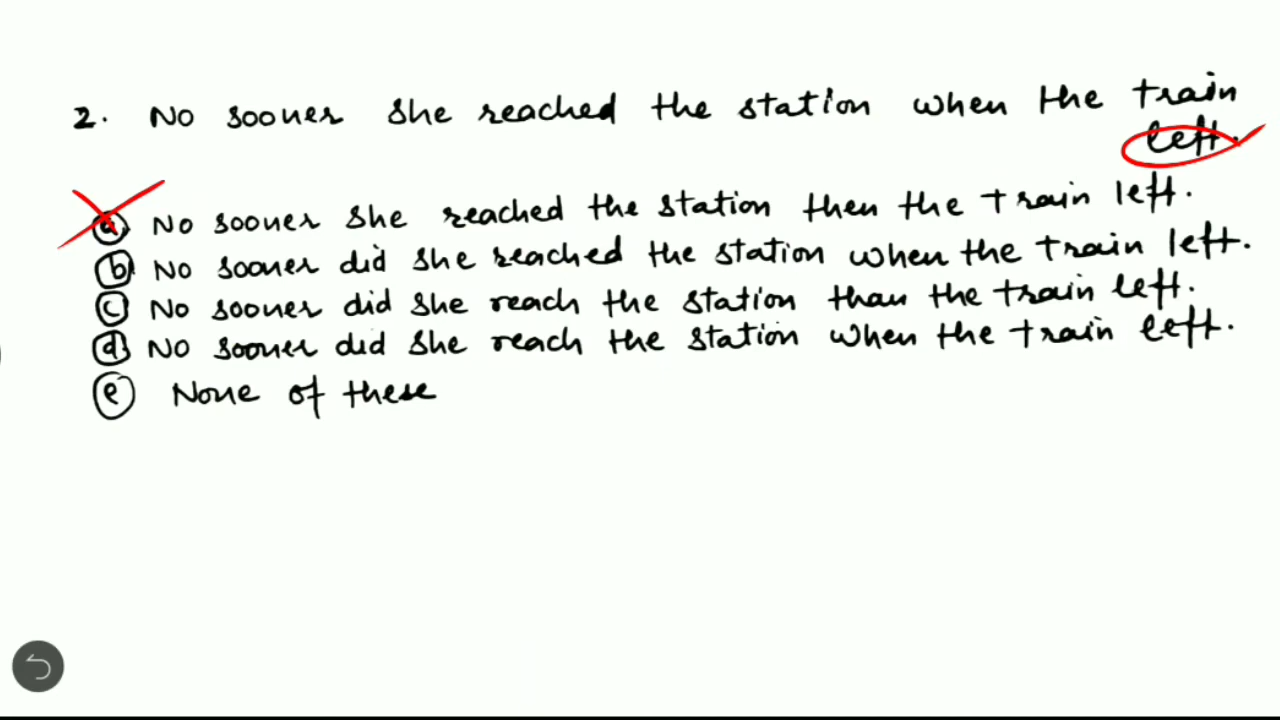 2. No sooner she reached the station when the train
left.
(a) No sooner she reached the station then the train left.
(b) No sooner did she reached the station when the train left.
(c) No sooner did she reach the station than the train left.
(d) No sooner did she reach the station when the train left.
(e) None of these